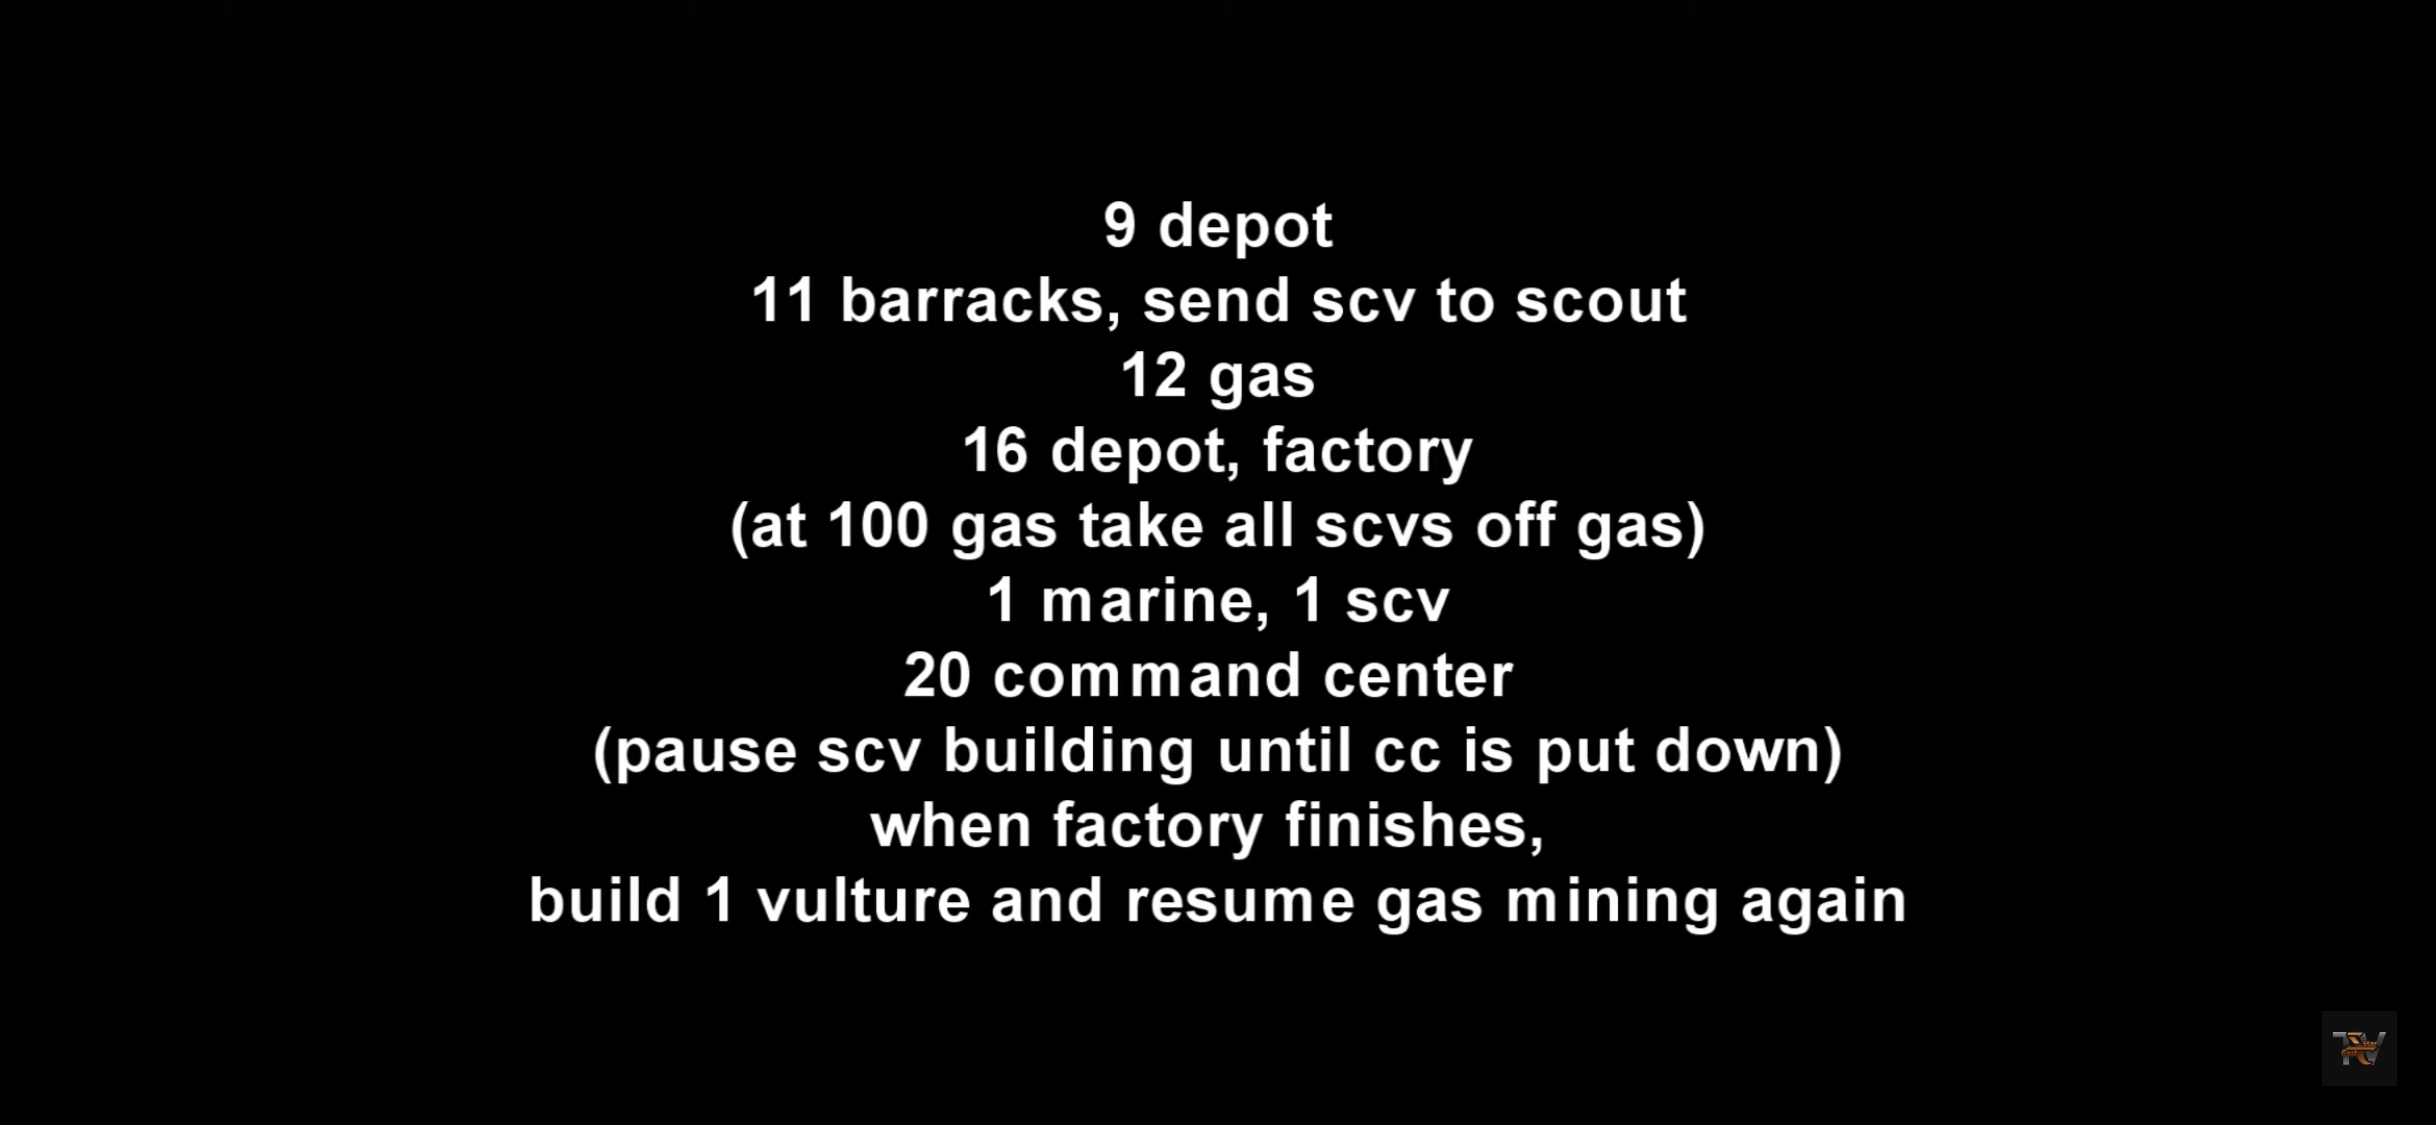 9 depot
11 barracks, send scv to scout
12 gas
16 depot, factory
(at 100 gas take all scvs off gas)
1 marine, 1 scv
20 command center
(pause scv building until cc is put down)
when factory finishes,
build 1 vulture and resume gas mining again